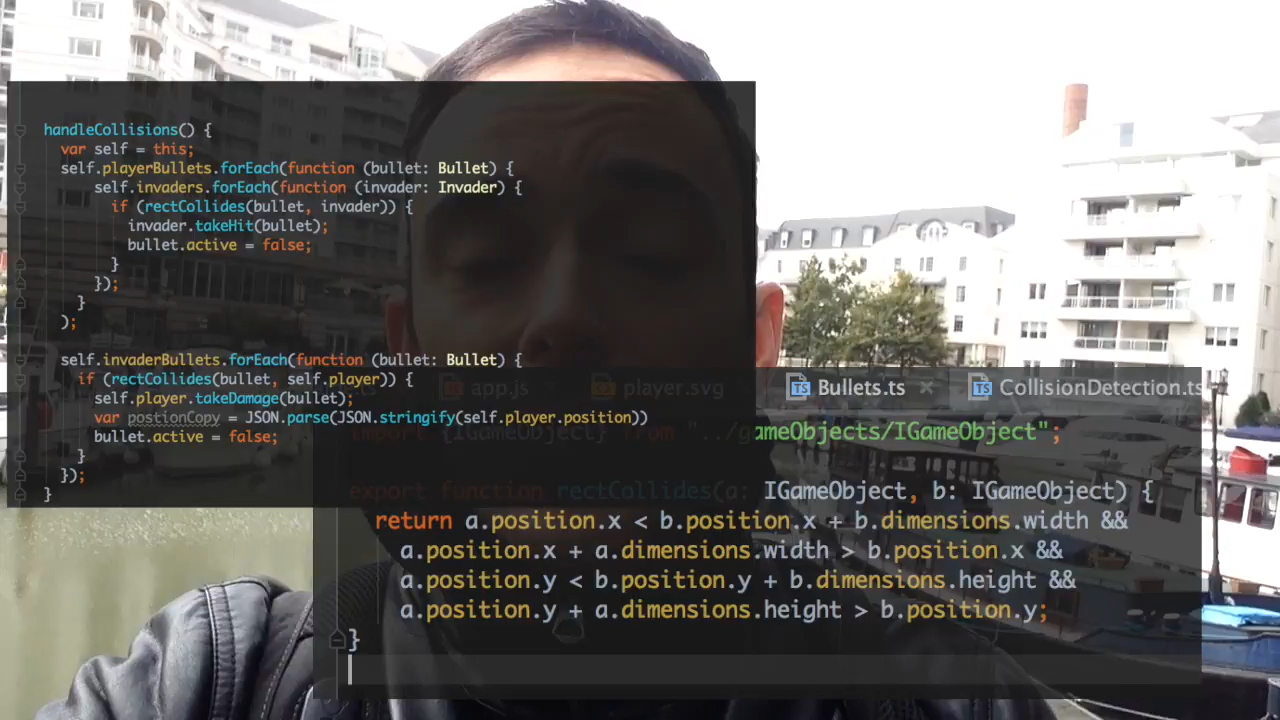 handleCollisions() {
var self = this;
self.playerBullets.forEach(function (bullet: Bullet) {
self.invaders.forEach(function (invader: Invader) {
if (rectCollides(bullet, invader)) {
invader.takeHit(bullet);
bullet.active = false;
}
});
}
);
self.invaderBullets.forEach(function (bullet: Bullet) {
if (rectCollides(bullet, self.player)) {
self.player.takeDamage(bullet);
var postionCopy = JSON.parse(JSON.stringify(self.player.position))
bullet.active = false;
}
});
}
app.js player.svg Bullets.ts CollisionDetection.ts
import {IGameObject} from "../gameObjects/IGameObject";
export function rectCollides(a: IGameObject, b: IGameObject) {
return a.position.x < b.position.x + b.dimensions.width &&
a.position.x + a.dimensions.width > b.position.x &&
a.position.y < b.position.y + b.dimensions.height &&
a.position.y + a.dimensions.height > b.position.y;
}